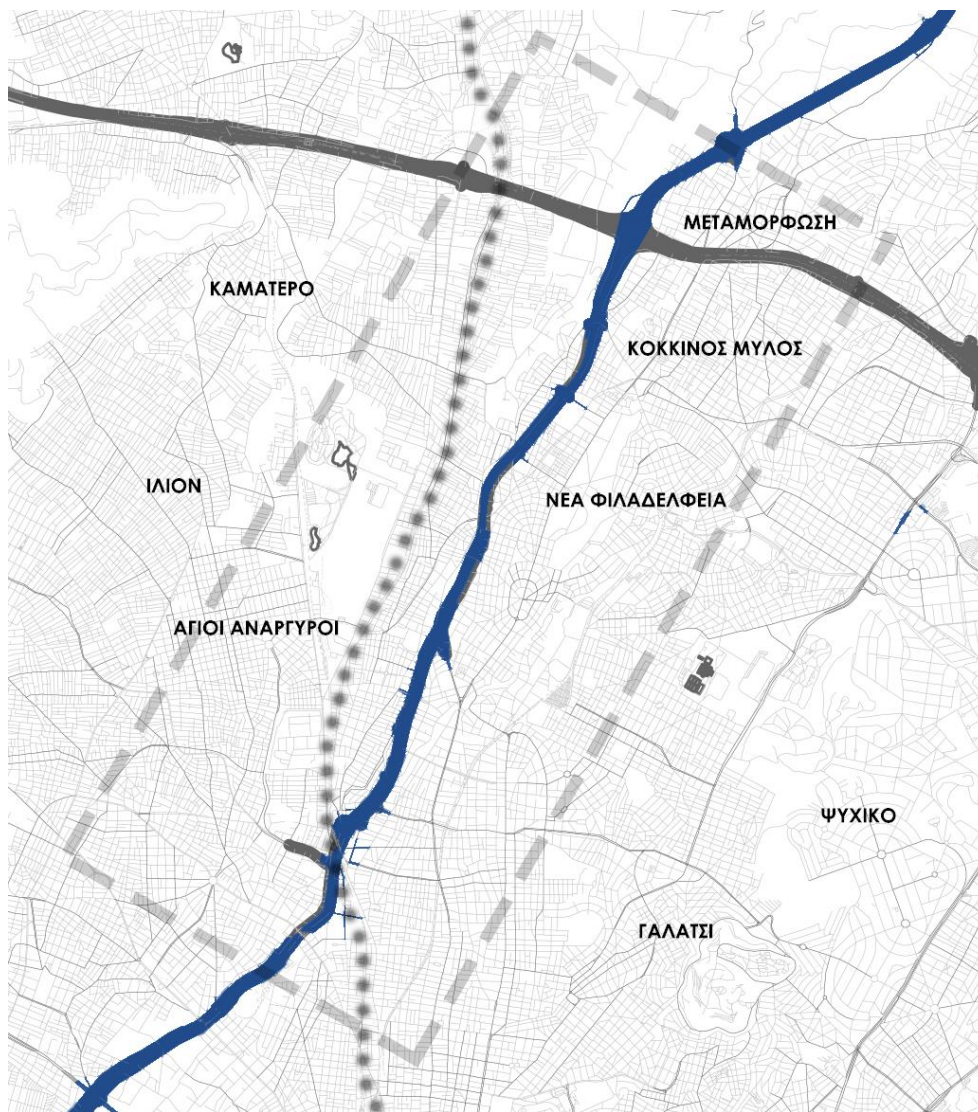 ΜΕΤΑΜΟΡΦΩΣΗ
ΚΑΜΑΤΕΡΟ
ΚΟΚΚΙΝΟΣ ΜΥΛΟΣ
ΙΛΙΟΝ
ΝΕΑ ΦΙΛΑΔΕΛΦΕΙΑ
ΑΓΙΟΙ ΑΝΑΡΓΥΡΟΙ
ΨΥΧΙΚΟ
ΓΑΛΑΤΣΙ